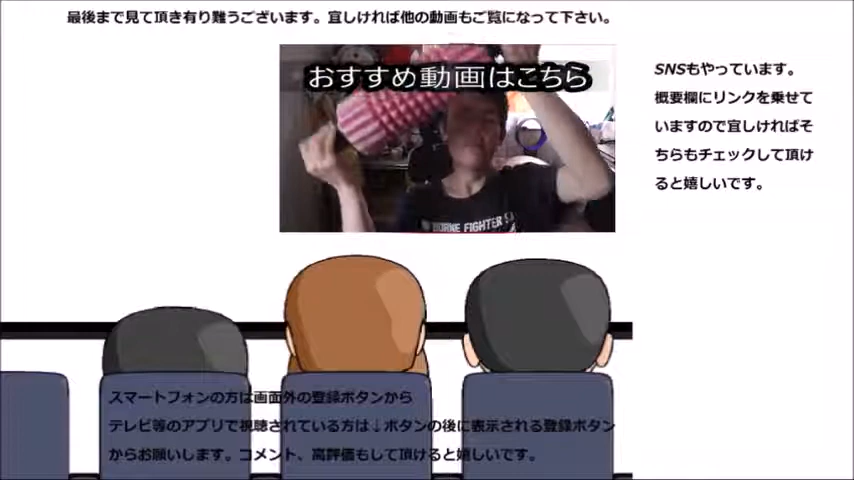 最後まで見て頂き有り難うございます。宜しければ他の動画もご覧になって下さい。
おすすめ動画はこちら
SNSもやっています。
概要欄にリンクを乗せて
いますので宜しければそ
ちらもチェックして頂け
ると嬉しいです。
FIGHTER
スマートフォンの方は画面外の登録ボタンから
テレビ等のアプリで視聴されている方は↓ボタンの後に表示される登録ボタン
からお願いします。コメント、高評価もして頂けると嬉しいです。